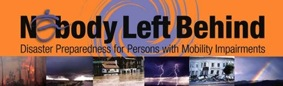 Nobody Left Behind
Disaster Preparedness for Persons with Mobility Impairments